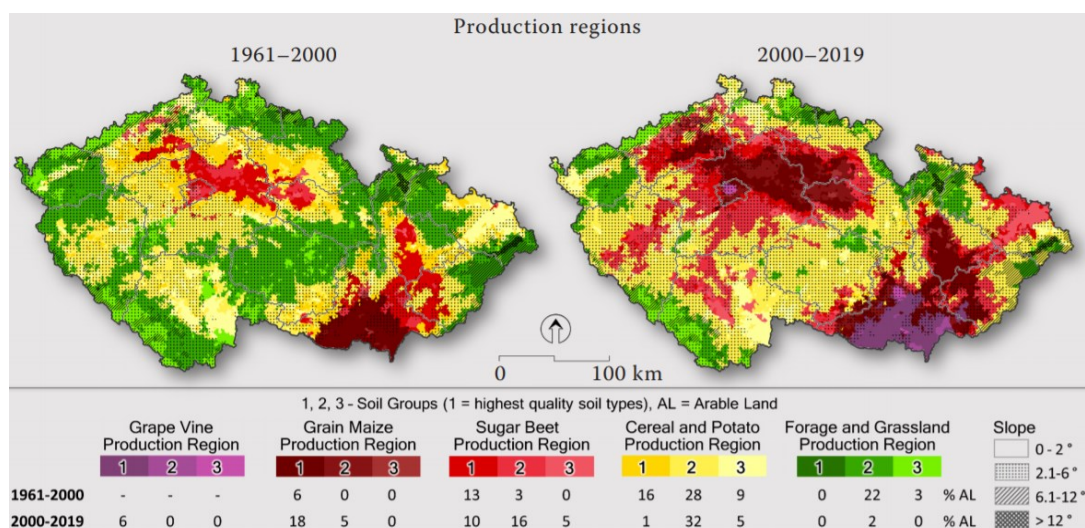 Production regions
1961–2000 2000–2019
0 100 km
1, 2, 3 - Soil Groups (1 = highest quality soil types), AL = Arable Land
Grape Vine Grain Maize Sugar Beet Cereal and Potato Forage and Grassland Slope
Production Region Production Region Production Region Production Region Production Region 0 - 2 °
1 2 3 1 2 3 1 2 3 1 2 3 1 2 3 2.1-6 °
1961-2000 - - - 6 0 0 13 3 0 16 28 9 0 22 3 % AL 6.1-12 °
2000-2019 6 0 0 18 5 0 10 16 5 1 32 5 0 2 0 % AL > 12 °